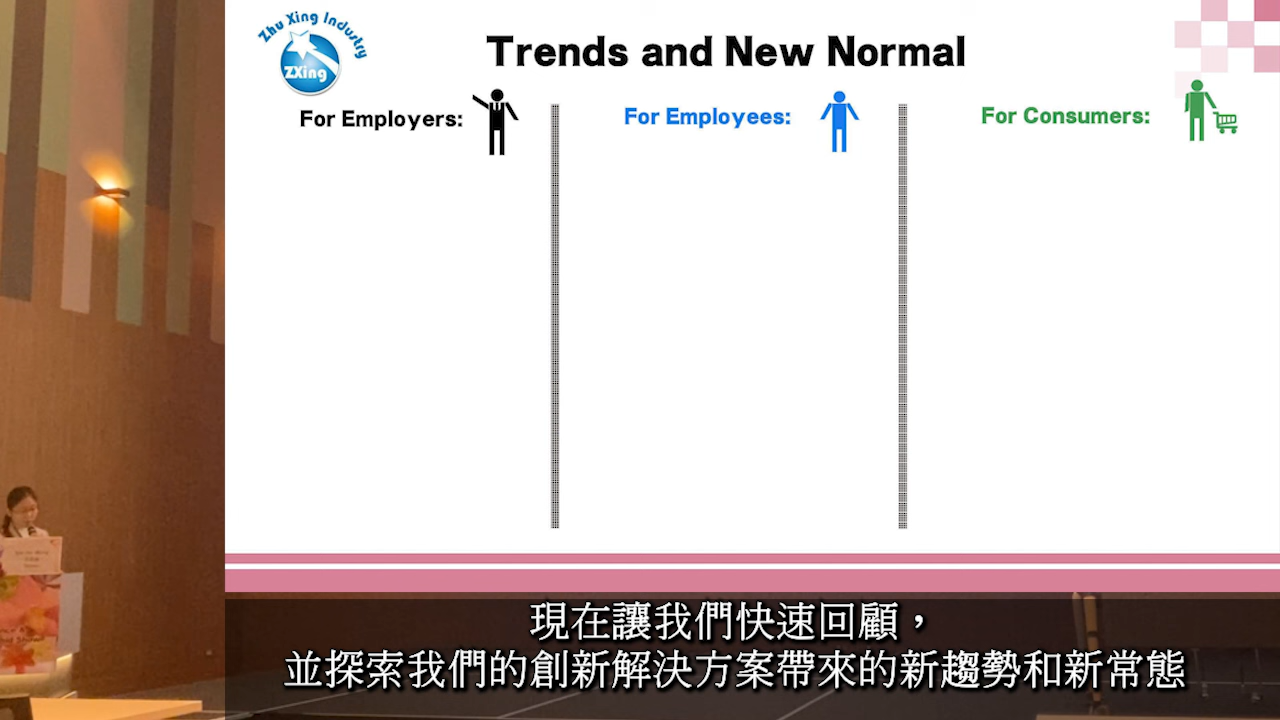 Zhu Xing Industry
ZXing
Trends and New Normal
For Employers:
For Employees:
For Consumers:
現在讓我們快速回顧，
並探索我們的創新解決方案帶來的新趨勢和新常態